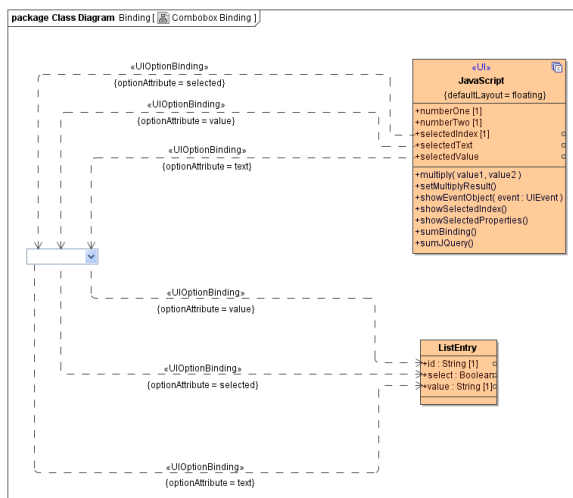 package Class Diagram Binding [ Combobox Binding ]
«UIOptionBinding»
{optionAttribute = selected}
«UIOptionBinding»
{optionAttribute = value}
«UIOptionBinding»
{optionAttribute = text}
«UI»
JavaScript
{defaultLayout = floating}
+numberOne [1]
+numberTwo [1]
+selectedIndex [1]
+selectedText
+selectedValue
+multiply( value1, value2 )
+setMultiplyResult()
+showEventObject( event : UIEvent )
+showSelectedIndex()
+showSelectedProperties()
+sumBinding()
+sumJQuery()
«UIOptionBinding»
{optionAttribute = value}
«UIOptionBinding»
{optionAttribute = selected}
«UIOptionBinding»
{optionAttribute = text}
ListEntry
+id : String [1]
+select : Boolean
+value : String [1]